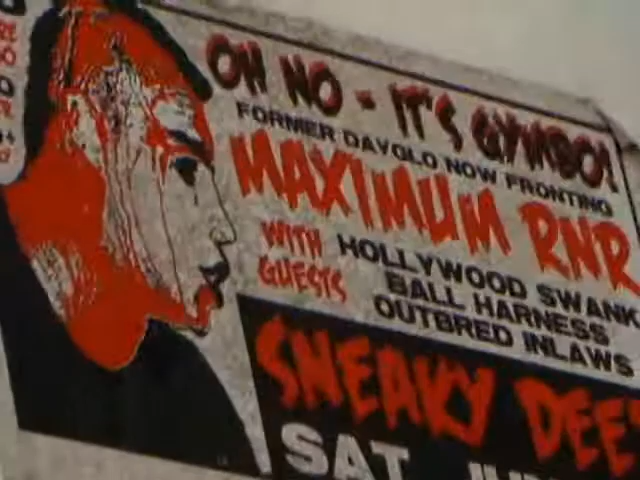 OH NO - IT'S GYMBO!
FORMER DAYGLO NOW FRONTING
MAXIMUM RNR
WITH GUESTS
HOLLYWOOD SWANK
BALL HARNESS
OUTBRED INLAWS
SNEAKY DEE'
SAT